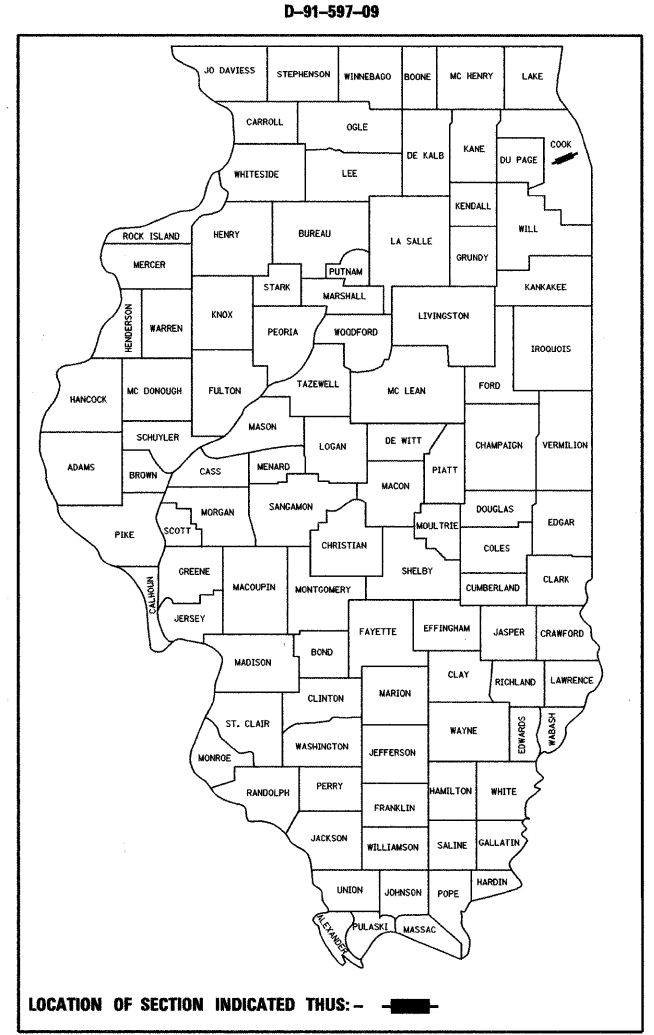 D-91-597-09
JO DAVIESS
STEPHENSON
WINNEBAGO
BOONE
MC HENRY
LAKE
CARROLL
OGLE
DE KALB
KANE
COOK
DU PAGE
WHITESIDE
LEE
KENDALL
ROCK ISLAND
HENRY
BUREAU
LA SALLE
WILL
MERCER
PUTNAM
GRUNDY
STARK
MARSHALL
KANKAKEE
HENDERSON
WARREN
KNOX
PEORIA
WOODFORD
LIVINGSTON
IROQUOIS
HANCOCK
MC DONOUGH
FULTON
TAZEWELL
MC LEAN
FORD
MASON
SCHUYLER
LOGAN
DE WITT
CHAMPAIGN
VERMILION
ADAMS
BROWN
CASS
MENARD
PIATT
MACON
MORGAN
SANGAMON
DOUGLAS
PIKE
SCOTT
MOULTRIE
EDGAR
CHRISTIAN
COLES
GREENE
MACOUPIN
MONTGOMERY
SHELBY
CUMBERLAND
CLARK
CALHOUN
JERSEY
FAYETTE
EFFINGHAM
JASPER
CRAWFORD
MADISON
BOND
CLAY
RICHLAND
LAWRENCE
CLINTON
MARION
ST. CLAIR
WAYNE
EDWARDS
WABASH
WASHINGTON
JEFFERSON
MONROE
RANDOLPH
PERRY
HAMILTON
WHITE
FRANKLIN
JACKSON
WILLIAMSON
SALINE
GALLATIN
UNION
JOHNSON
POPE
HARDIN
ALEXANDER
PULASKI
MASSAC
LOCATION OF SECTION INDICATED THUS: -